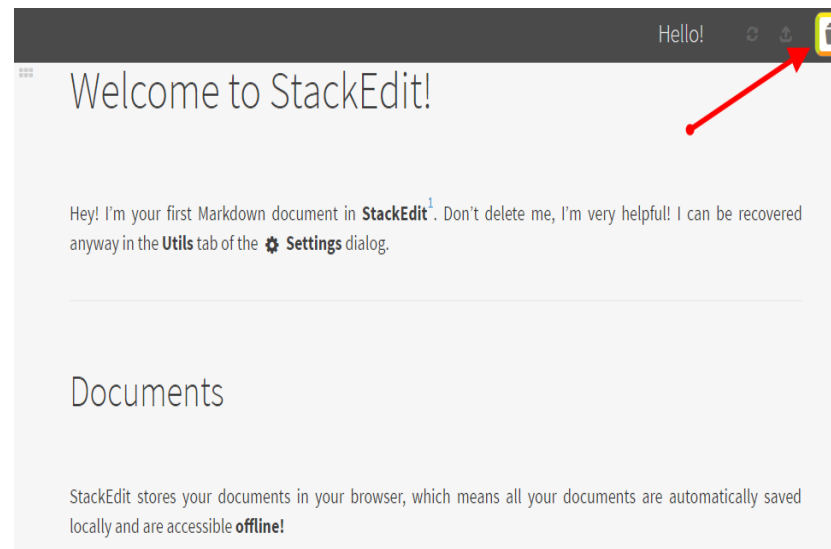 Hello!
Welcome to StackEdit!
Hey! I'm your first Markdown document in StackEdit1. Don't delete me, I'm very helpful! I can be recovered
anyway in the Utils tab of the Settings dialog.
Documents
StackEdit stores your documents in your browser, which means all your documents are automatically saved
locally and are accessible offline!